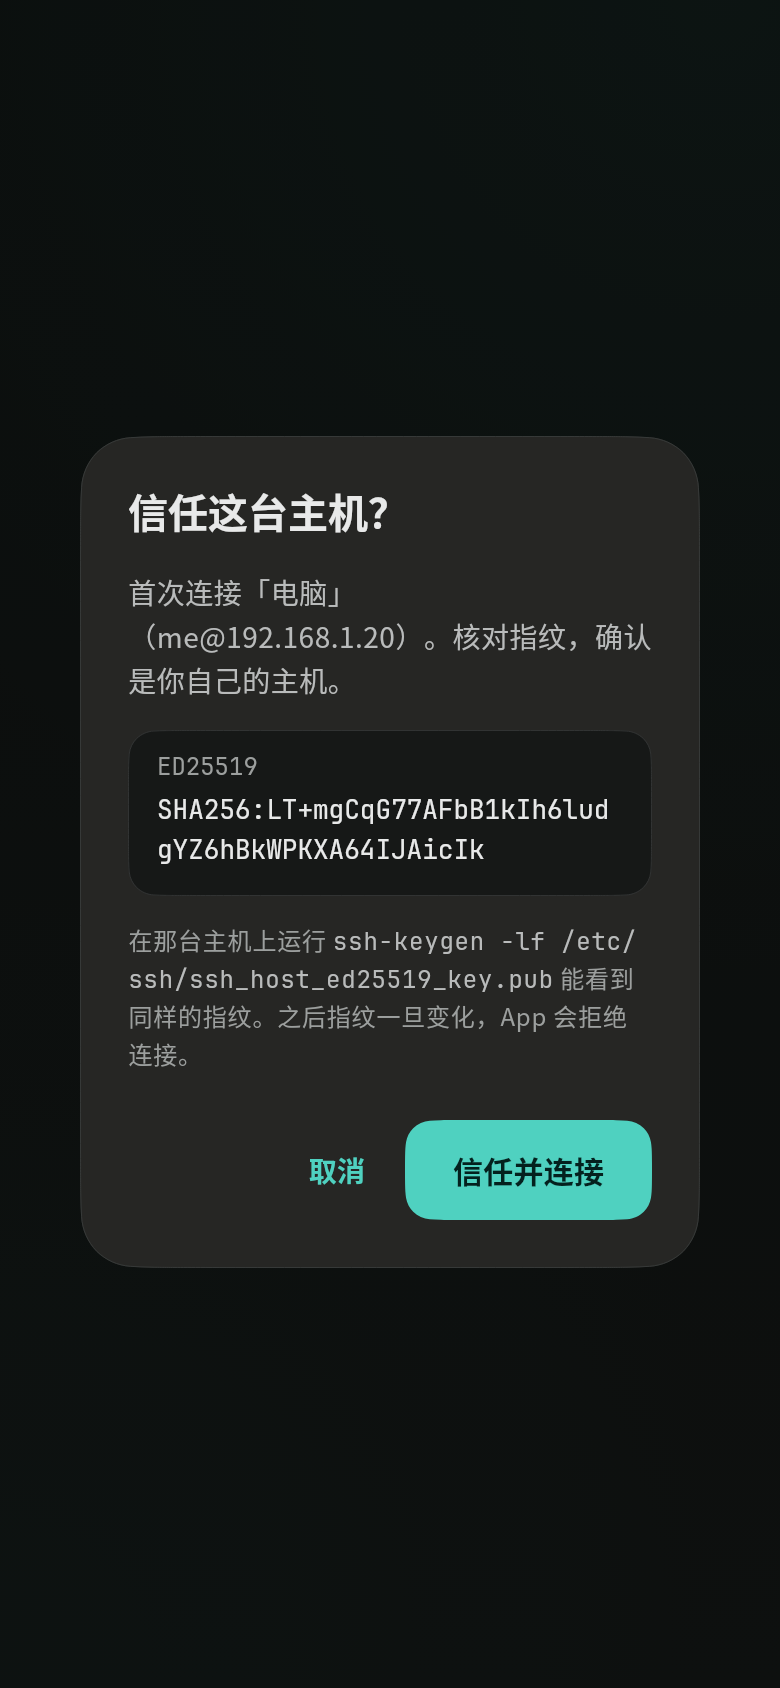 信任这台主机?
首次连接「电脑」
（me@192.168.1.20）。核对指纹，确认
是你自己的主机。
ED25519
SHA256:LT+mgCqG77AFbB1kIh6lud
gYZ6hBkWPKXA64IJAicIk
在那台主机上运行 ssh-keygen -lf /etc/
ssh/ssh_host_ed25519_key.pub 能看到
同样的指纹。之后指纹一旦变化，App 会拒绝
连接。
取消
信任并连接